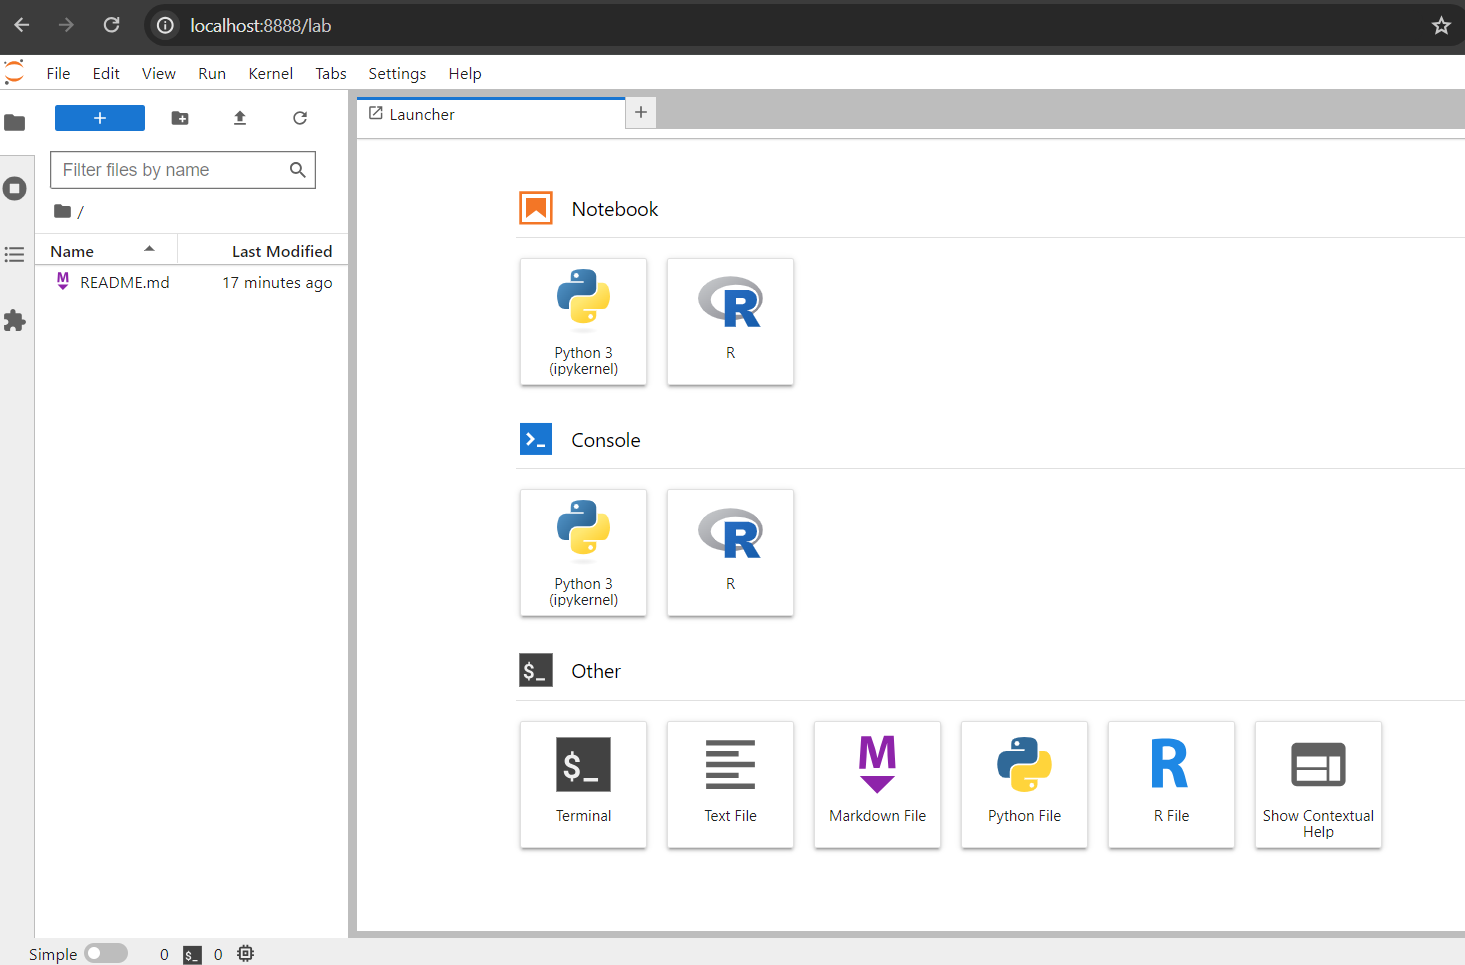 localhost:8888/lab
File Edit View Run Kernel Tabs Settings Help
Launcher
Filter files by name
/
Name Last Modified
README.md 17 minutes ago
Notebook
Python 3
(ipykernel)
R
Console
Python 3
(ipykernel)
R
$_ Other
$_
Terminal
Text File
M
Markdown File
Python File
R
R File
Show Contextual
Help
Simple 0 $_ 0